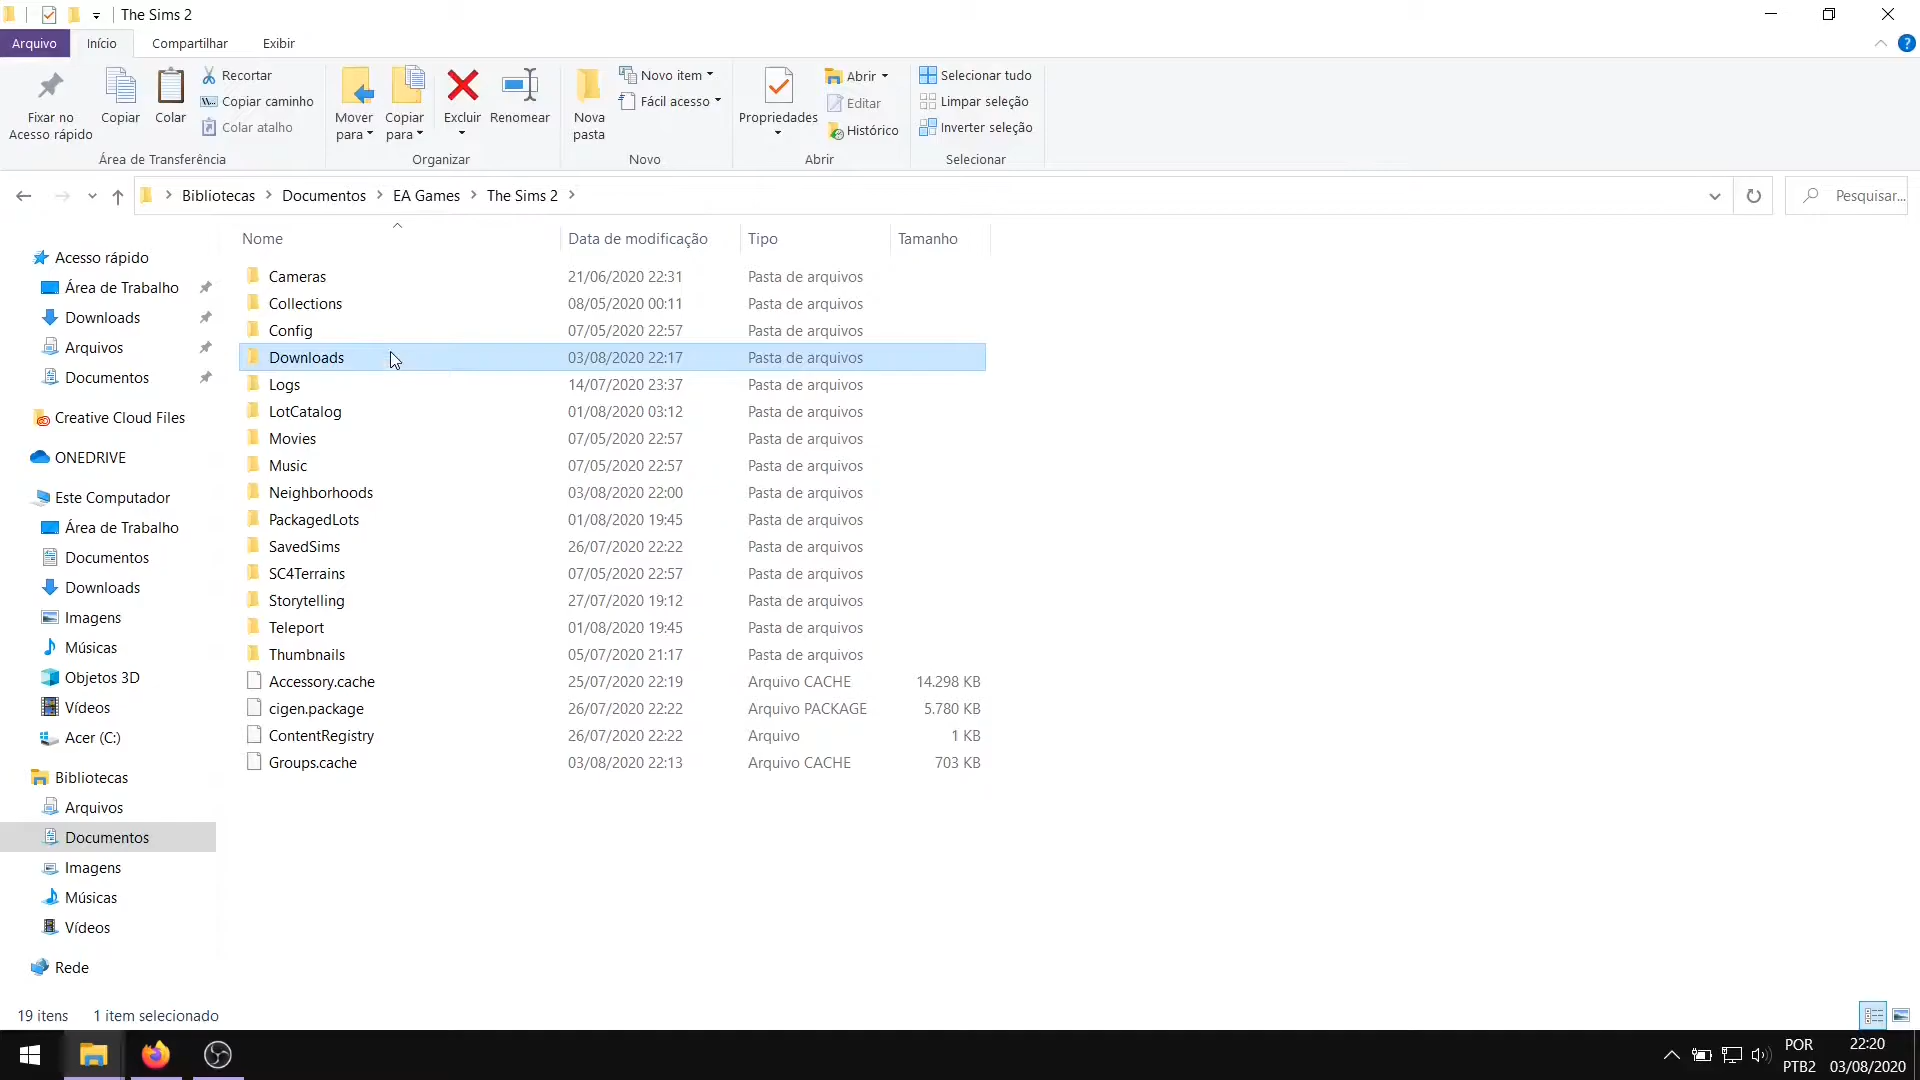 The Sims 2
Arquivo Início Compartilhar Exibir
Fixar no Acesso rápido
Copiar
Colar
Recortar
Copiar caminho
Colar atalho
Área de Transferência
Mover para
Copiar para
Excluir
Renomear
Organizar
Nova pasta
Novo item
Fácil acesso
Novo
Propriedades
Abrir
Editar
Histórico
Abrir
Selecionar tudo
Limpar seleção
Inverter seleção
Selecionar
Bibliotecas > Documentos > EA Games > The Sims 2 >
Pesquisar...
Acesso rápido
Área de Trabalho
Downloads
Arquivos
Documentos
Creative Cloud Files
ONEDRIVE
Este Computador
Área de Trabalho
Documentos
Downloads
Imagens
Músicas
Objetos 3D
Vídeos
Acer (C:)
Bibliotecas
Arquivos
Documentos
Imagens
Músicas
Vídeos
Rede
Nome Data de modificação Tipo Tamanho
Cameras 21/06/2020 22:31 Pasta de arquivos
Collections 08/05/2020 00:11 Pasta de arquivos
Config 07/05/2020 22:57 Pasta de arquivos
Downloads 03/08/2020 22:17 Pasta de arquivos
Logs 14/07/2020 23:37 Pasta de arquivos
LotCatalog 01/08/2020 03:12 Pasta de arquivos
Movies 07/05/2020 22:57 Pasta de arquivos
Music 07/05/2020 22:57 Pasta de arquivos
Neighborhoods 03/08/2020 22:00 Pasta de arquivos
PackagedLots 01/08/2020 19:45 Pasta de arquivos
SavedSims 26/07/2020 22:22 Pasta de arquivos
SC4Terrains 07/05/2020 22:57 Pasta de arquivos
Storytelling 27/07/2020 19:12 Pasta de arquivos
Teleport 01/08/2020 19:45 Pasta de arquivos
Thumbnails 05/07/2020 21:17 Pasta de arquivos
Accessory.cache 25/07/2020 22:19 Arquivo CACHE 14.298 KB
cigen.package 26/07/2020 22:22 Arquivo PACKAGE 5.780 KB
ContentRegistry 26/07/2020 22:22 Arquivo 1 KB
Groups.cache 03/08/2020 22:13 Arquivo CACHE 703 KB
19 itens 1 item selecionado
POR 22:20
PTB2 03/08/2020